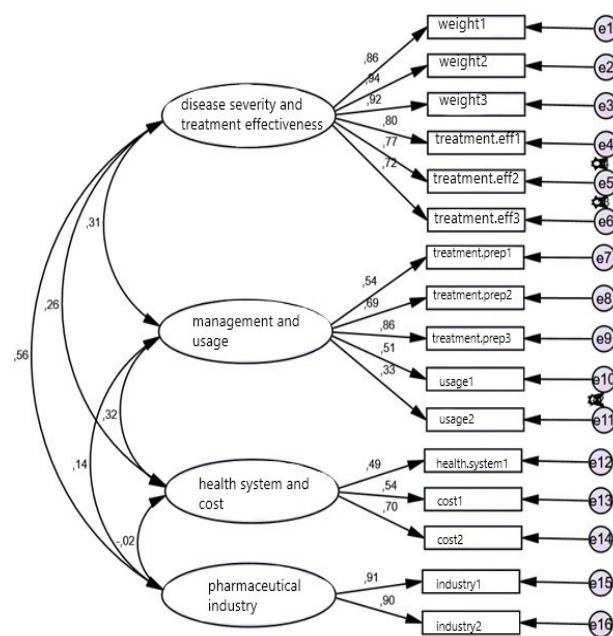 weight1
e1
,86
weight2
e2
,94
,92
weight3
e3
disease severity and
treatment effectiveness
,80
treatment.eff1
e4
,77
treatment.eff2
e5
,72
treatment.eff3
e6
,31
treatment.prep1
e7
,54
treatment.prep2
e8
,69
,26
management and
usage
,86
treatment.prep3
e9
,56
,51
usage1
e10
,33
usage2
e11
,32
,14
health system and
cost
,49
health.system1
e12
,54
cost1
e13
,70
cost2
e14
-,02
pharmaceutical
industry
,91
industry1
e15
,90
industry2
e16